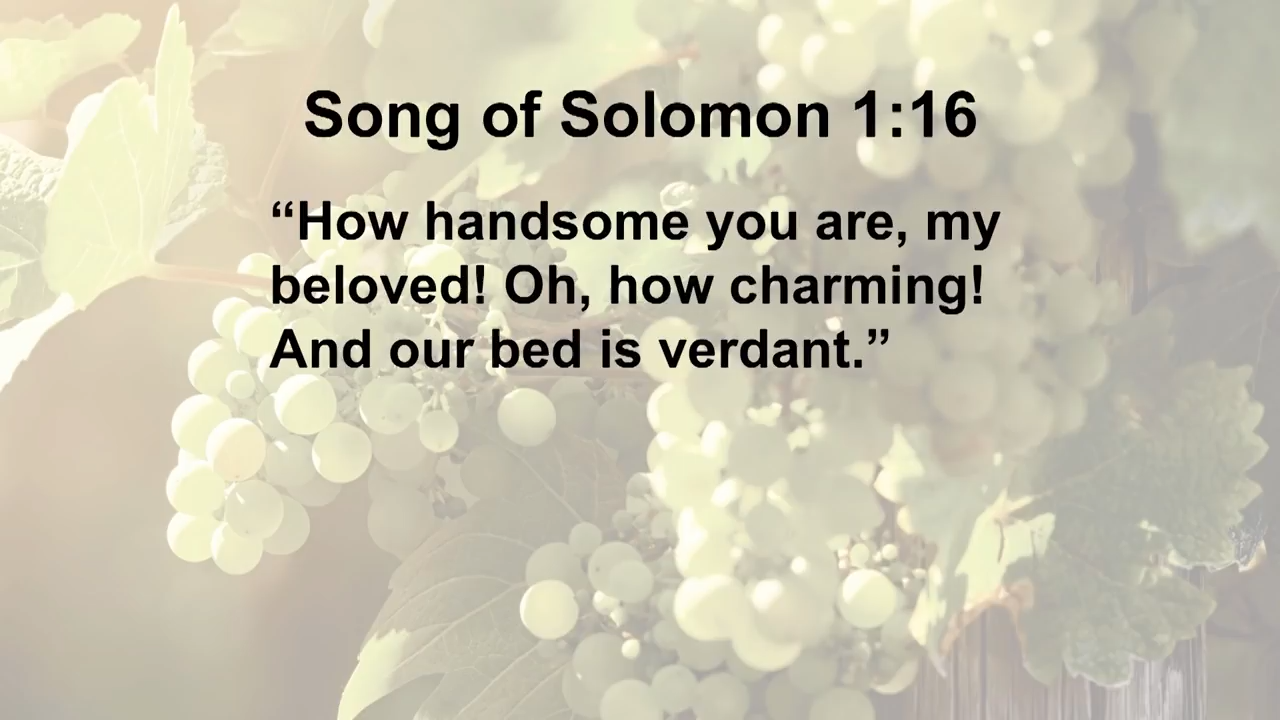 Song of Solomon 1:16
“How handsome you are, my
beloved! Oh, how charming!
And our bed is verdant.”